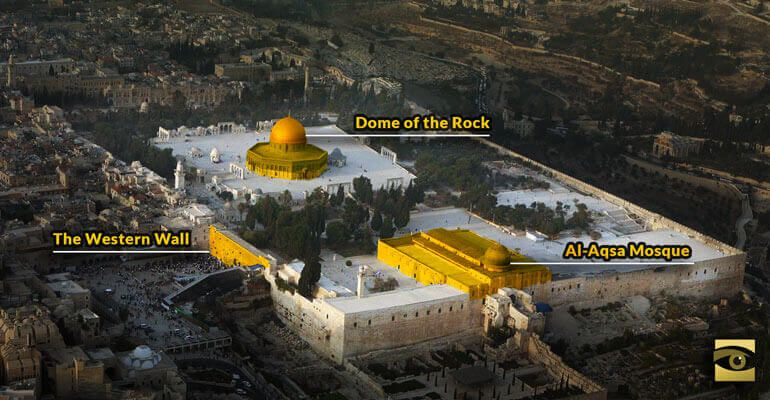 Dome of the Rock
The Western Wall
Al-Aqsa Mosque